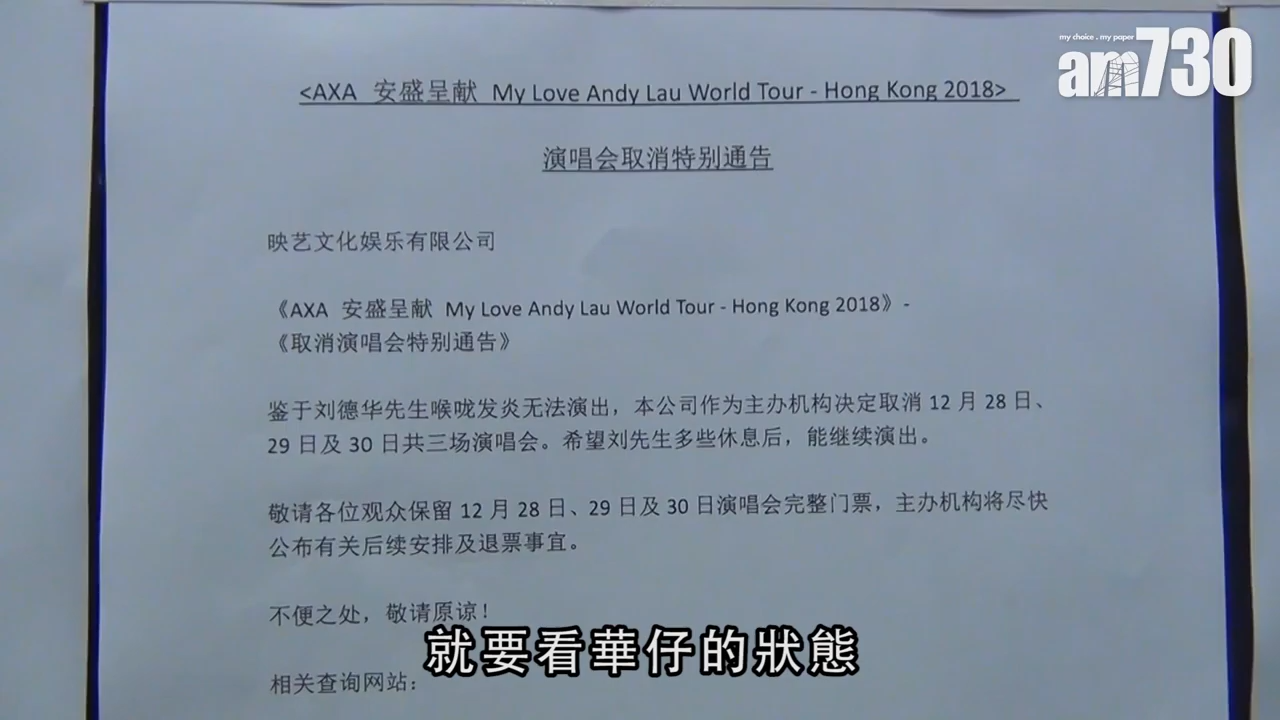 my choice . my paper
am730
<AXA 安盛呈献 My Love Andy Lau World Tour - Hong Kong 2018>
演唱会取消特别通告
映艺文化娱乐有限公司
《AXA 安盛呈献 My Love Andy Lau World Tour - Hong Kong 2018》-
《取消演唱会特别通告》
鉴于刘德华先生喉咙发炎无法演出，本公司作为主办机构决定取消 12 月 28 日、
29 日及 30 日共三场演唱会。希望刘先生多些休息后，能继续演出。
敬请各位观众保留 12 月 28 日、29 日及 30 日演唱会完整门票，主办机构将尽快
公布有关后续安排及退票事宜。
不便之处，敬请原谅！
就要看華仔的狀態
相关查询网站：